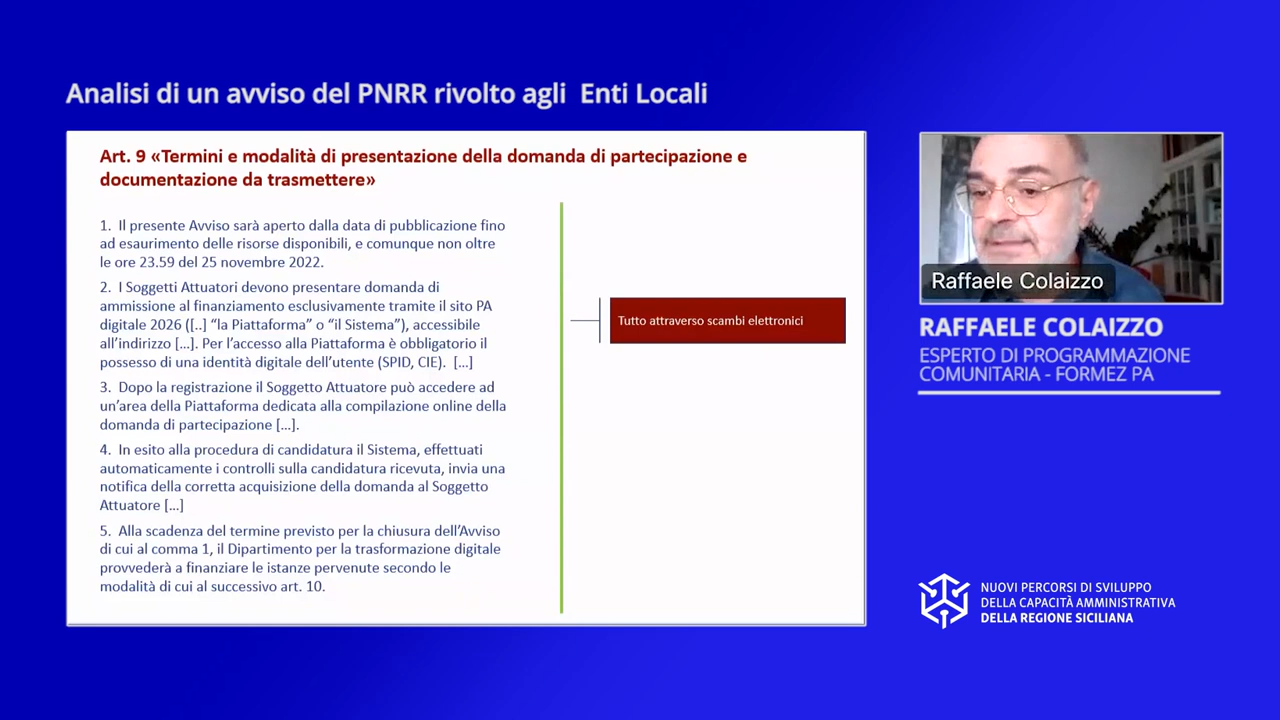 Analisi di un avviso del PNRR rivolto agli Enti Locali
Art. 9 «Termini e modalità di presentazione della domanda di partecipazione e
documentazione da trasmettere»
1. Il presente Avviso sarà aperto dalla data di pubblicazione fino
ad esaurimento delle risorse disponibili, e comunque non oltre
le ore 23.59 del 25 novembre 2022.
2. I Soggetti Attuatori devono presentare domanda di
ammissione al finanziamento esclusivamente tramite il sito PA
digitale 2026 ([..] “la Piattaforma” o “il Sistema”), accessibile
all’indirizzo […]. Per l’accesso alla Piattaforma è obbligatorio il
possesso di una identità digitale dell’utente (SPID, CIE). […]
3. Dopo la registrazione il Soggetto Attuatore può accedere ad
un’area della Piattaforma dedicata alla compilazione online della
domanda di partecipazione […].
4. In esito alla procedura di candidatura il Sistema, effettuati
automaticamente i controlli sulla candidatura ricevuta, invia una
notifica della corretta acquisizione della domanda al Soggetto
Attuatore […]
5. Alla scadenza del termine previsto per la chiusura dell’Avviso
di cui al comma 1, il Dipartimento per la trasformazione digitale
provvederà a finanziare le istanze pervenute secondo le
modalità di cui al successivo art. 10.
Tutto attraverso scambi elettronici
Raffaele Colaizzo
RAFFAELE COLAIZZO
ESPERTO DI PROGRAMMAZIONE
COMUNITARIA - FORMEZ PA
NUOVI PERCORSI DI SVILUPPO
DELLA CAPACITÀ AMMINISTRATIVA
DELLA REGIONE SICILIANA